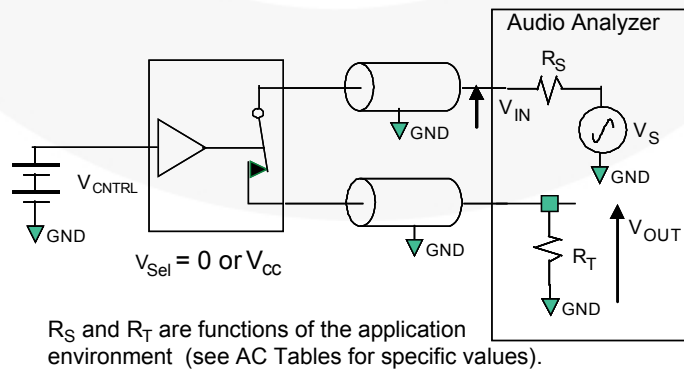 Audio Analyzer
R_S
V_IN
GND
V_S
GND
V_CNTRL
GND
GND
V_OUT
R_T
V_Sel = 0 or V_cc
GND
R_S and R_T are functions of the application
environment (see AC Tables for specific values).